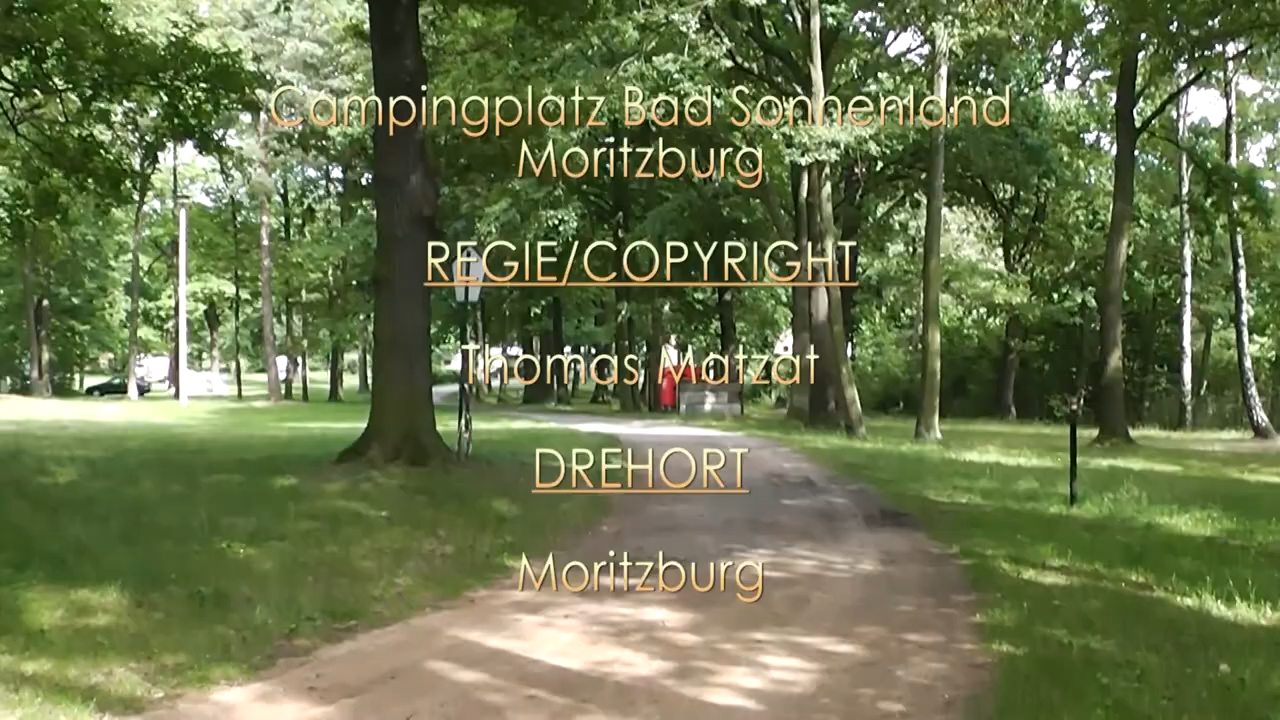 Campingplatz Bad Sonnenland
Moritzburg
REGIE/COPYRIGHT
Thomas Matzat
DREHORT
Moritzburg